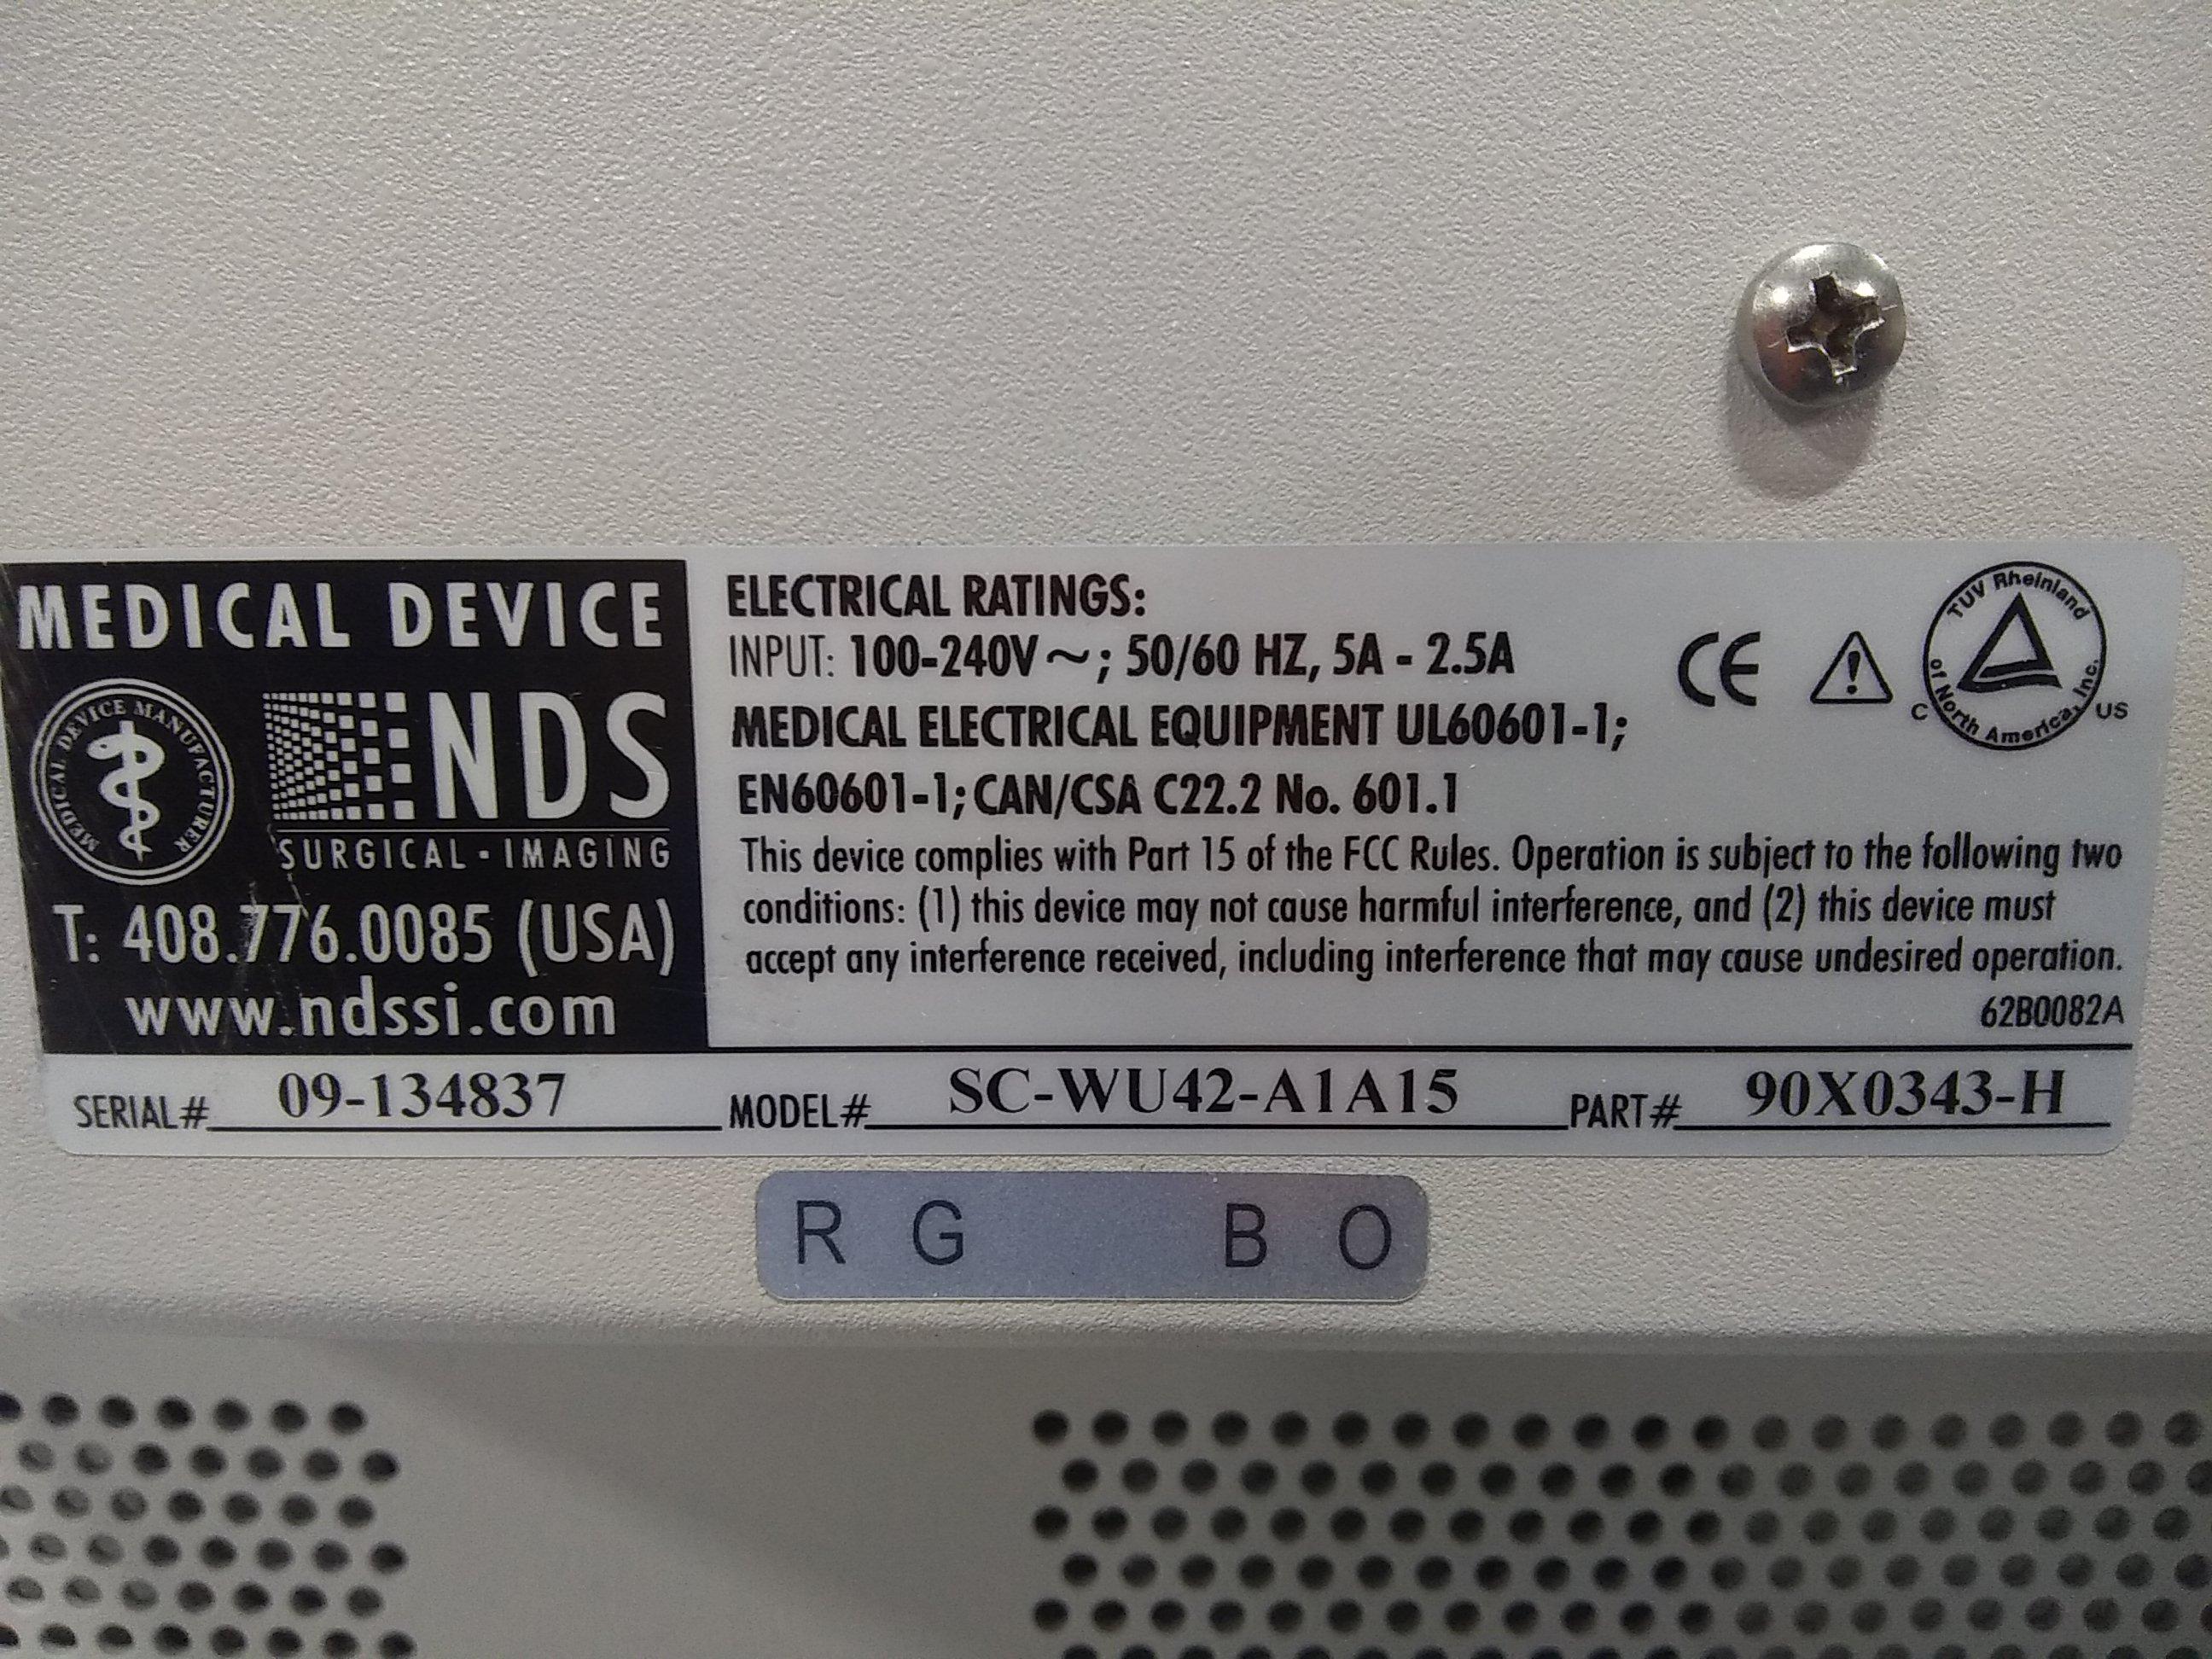 MEDICAL DEVICE
MEDICAL DEVICE MANUFACTURER
NDS
SURGICAL - IMAGING
T: 408.776.0085 (USA)
www.ndssi.com
ELECTRICAL RATINGS:
INPUT: 100-240V ~; 50/60 HZ, 5A - 2.5A
MEDICAL ELECTRICAL EQUIPMENT UL60601-1;
EN60601-1; CAN/CSA C22.2 No. 601.1
This device complies with Part 15 of the FCC Rules. Operation is subject to the following two
conditions: (1) this device may not cause harmful interference, and (2) this device must
accept any interference received, including interference that may cause undesired operation.
62B0082A
CE
!
TUV Rheinland
of North America, Inc.
C US
SERIAL# 09-134837 MODEL# SC-WU42-A1A15 PART# 90X0343-H
R G B O